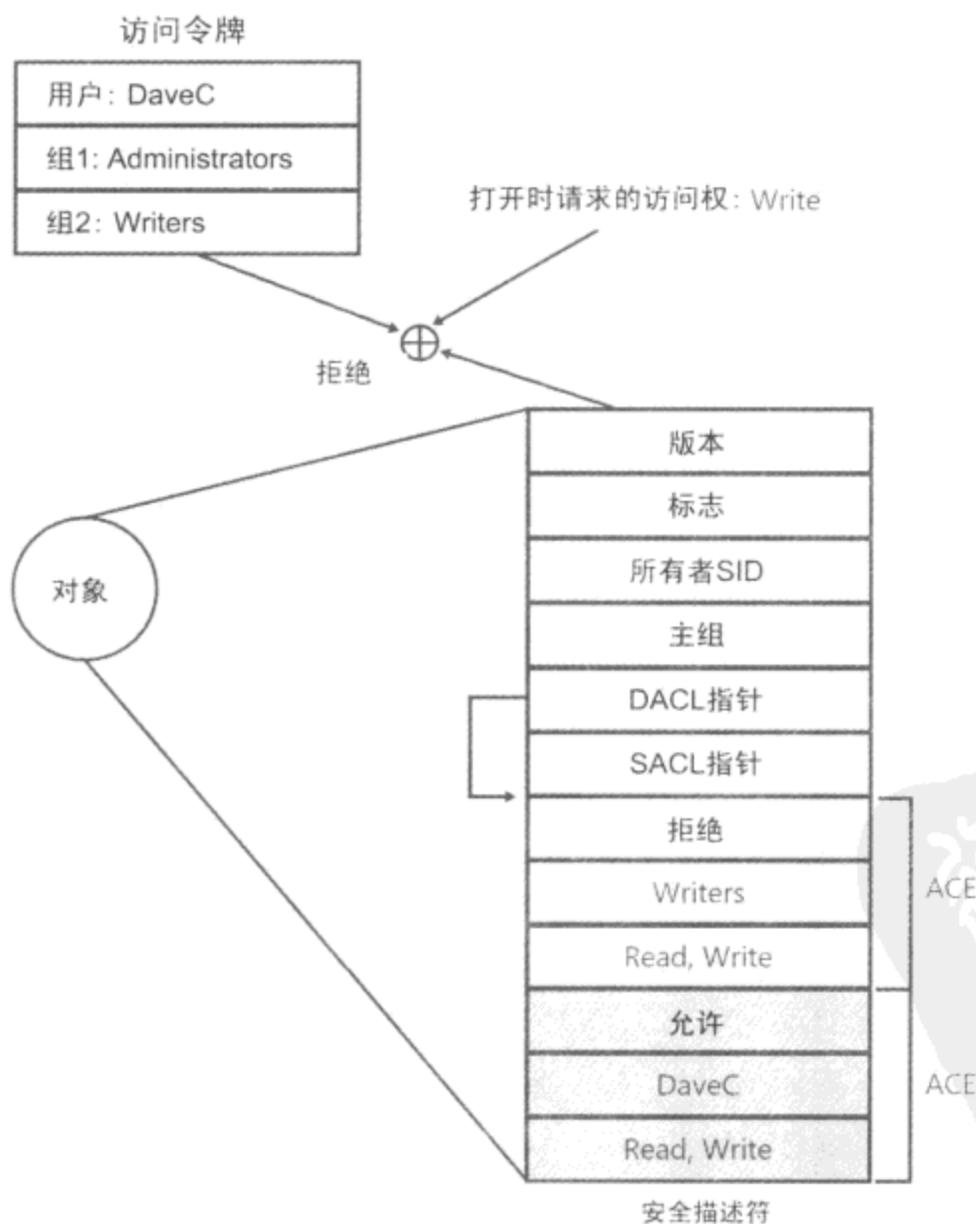 访问令牌
用户: DaveC
组1: Administrators
组2: Writers
打开时请求的访问权: Write
拒绝
对象
版本
标志
所有者SID
主组
DACL指针
SACL指针
拒绝
Writers
Read, Write
ACE
允许
DaveC
Read, Write
ACE
安全描述符